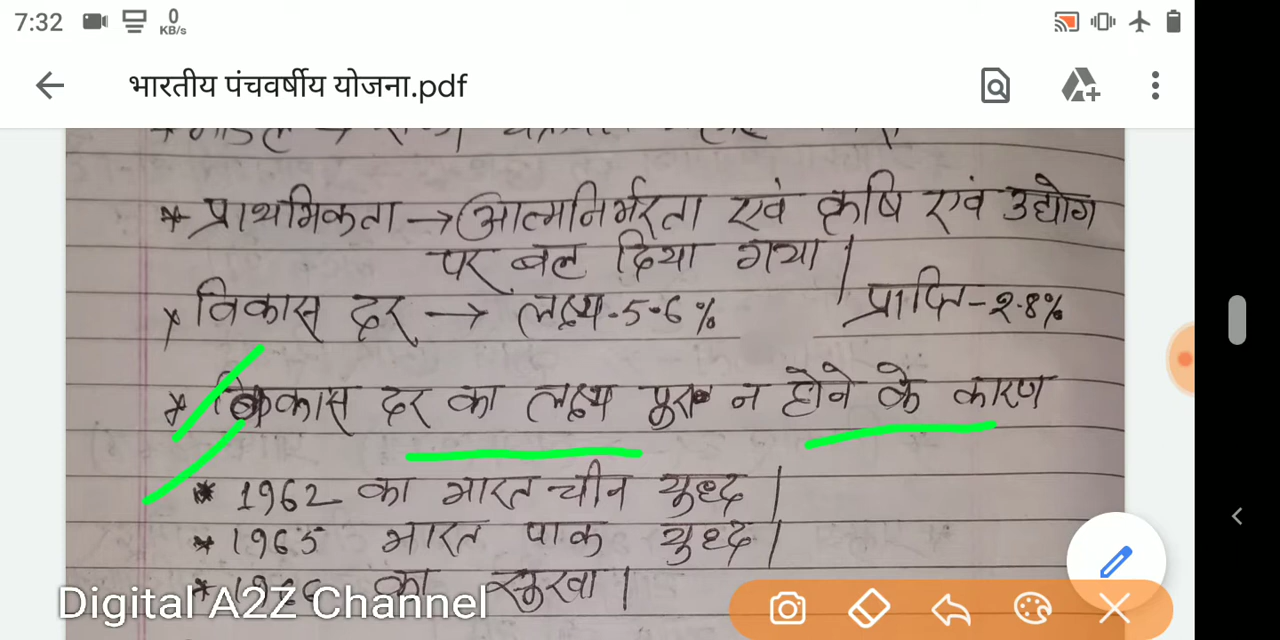 7:32 0 KB/s
भारतीय पंचवर्षीय योजना.pdf
* प्राथमिकता → आत्मनिर्भरता एवं कृषि एवं उद्योग
पर बल दिया गया |
* विकास दर → लक्ष्य-5-6% प्राप्ति-2.8%
* विकास दर का लक्ष्य पुरा न होने के कारण
* 1962 का भारत-चीन युध्द |
* 1965 भारत पाक युध्द |
* का सुखा |
Digital A2Z Channel